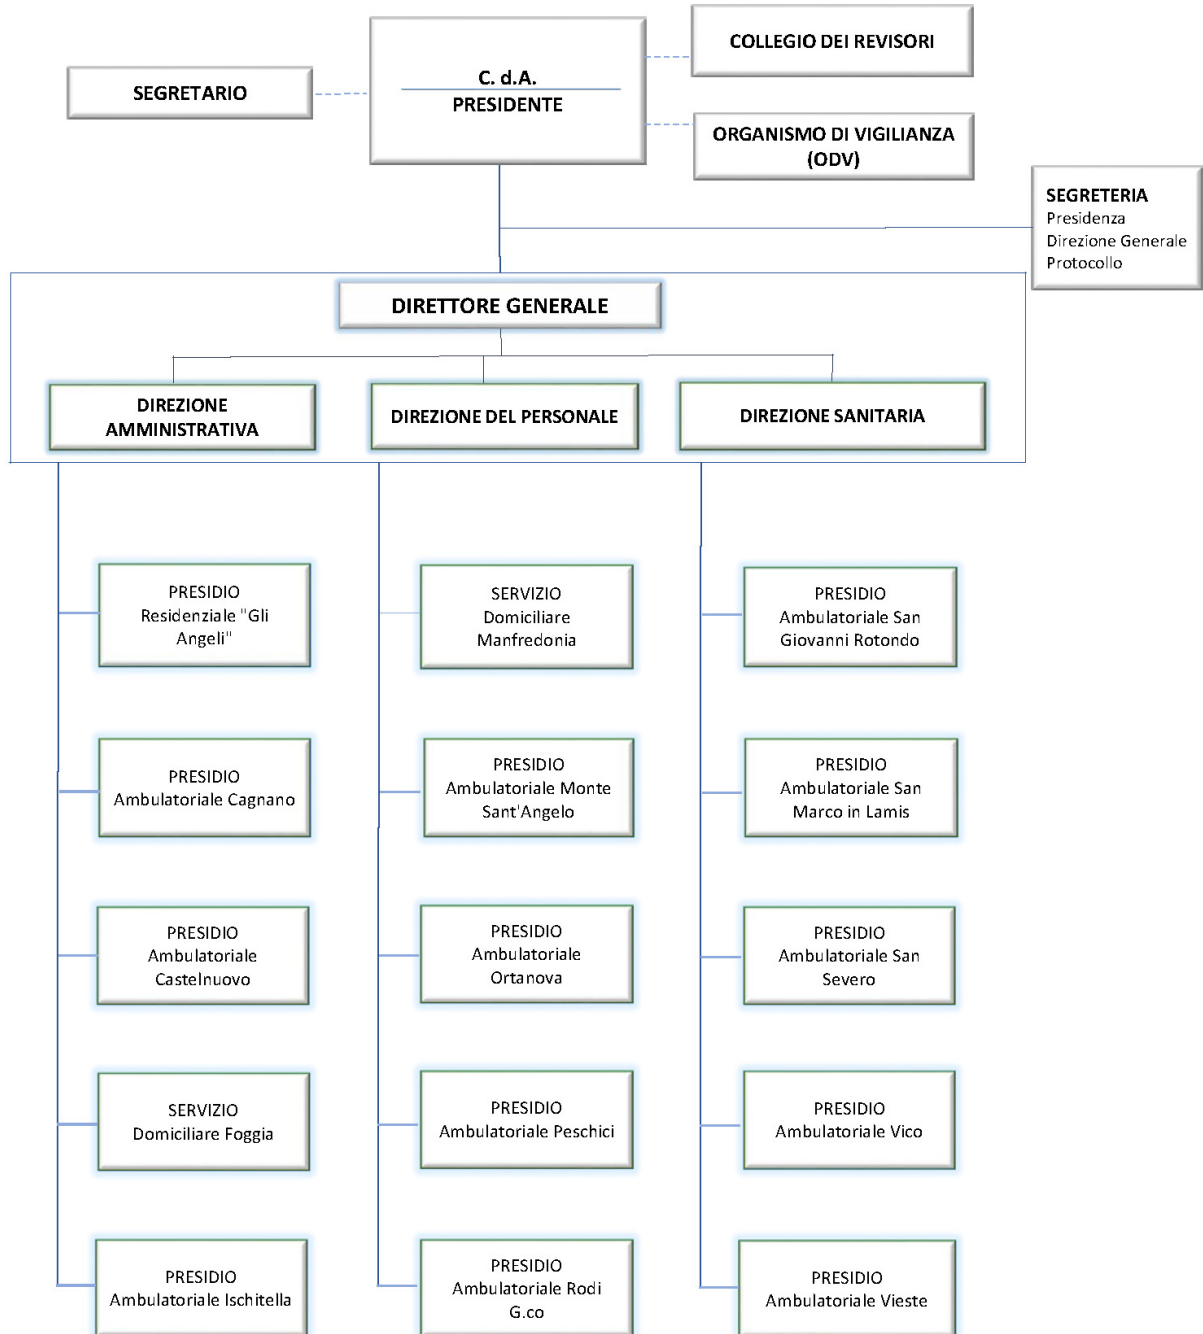 COLLEGIO DEI REVISORI
C. d.A.
PRESIDENTE
SEGRETARIO
ORGANISMO DI VIGILIANZA
(ODV)
SEGRETERIA
Presidenza
Direzione Generale
Protocollo
DIRETTORE GENERALE
DIREZIONE
AMMINISTRATIVA
DIREZIONE DEL PERSONALE
DIREZIONE SANITARIA
PRESIDIO
Residenziale "Gli
Angeli"
SERVIZIO
Domiciliare
Manfredonia
PRESIDIO
Ambulatoriale San
Giovanni Rotondo
PRESIDIO
Ambulatoriale Cagnano
PRESIDIO
Ambulatoriale Monte
Sant'Angelo
PRESIDIO
Ambulatoriale San
Marco in Lamis
PRESIDIO
Ambulatoriale
Castelnuovo
PRESIDIO
Ambulatoriale
Ortanova
PRESIDIO
Ambulatoriale San
Severo
SERVIZIO
Domiciliare Foggia
PRESIDIO
Ambulatoriale Peschici
PRESIDIO
Ambulatoriale Vico
PRESIDIO
Ambulatoriale Ischitella
PRESIDIO
Ambulatoriale Rodi
G.co
PRESIDIO
Ambulatoriale Vieste